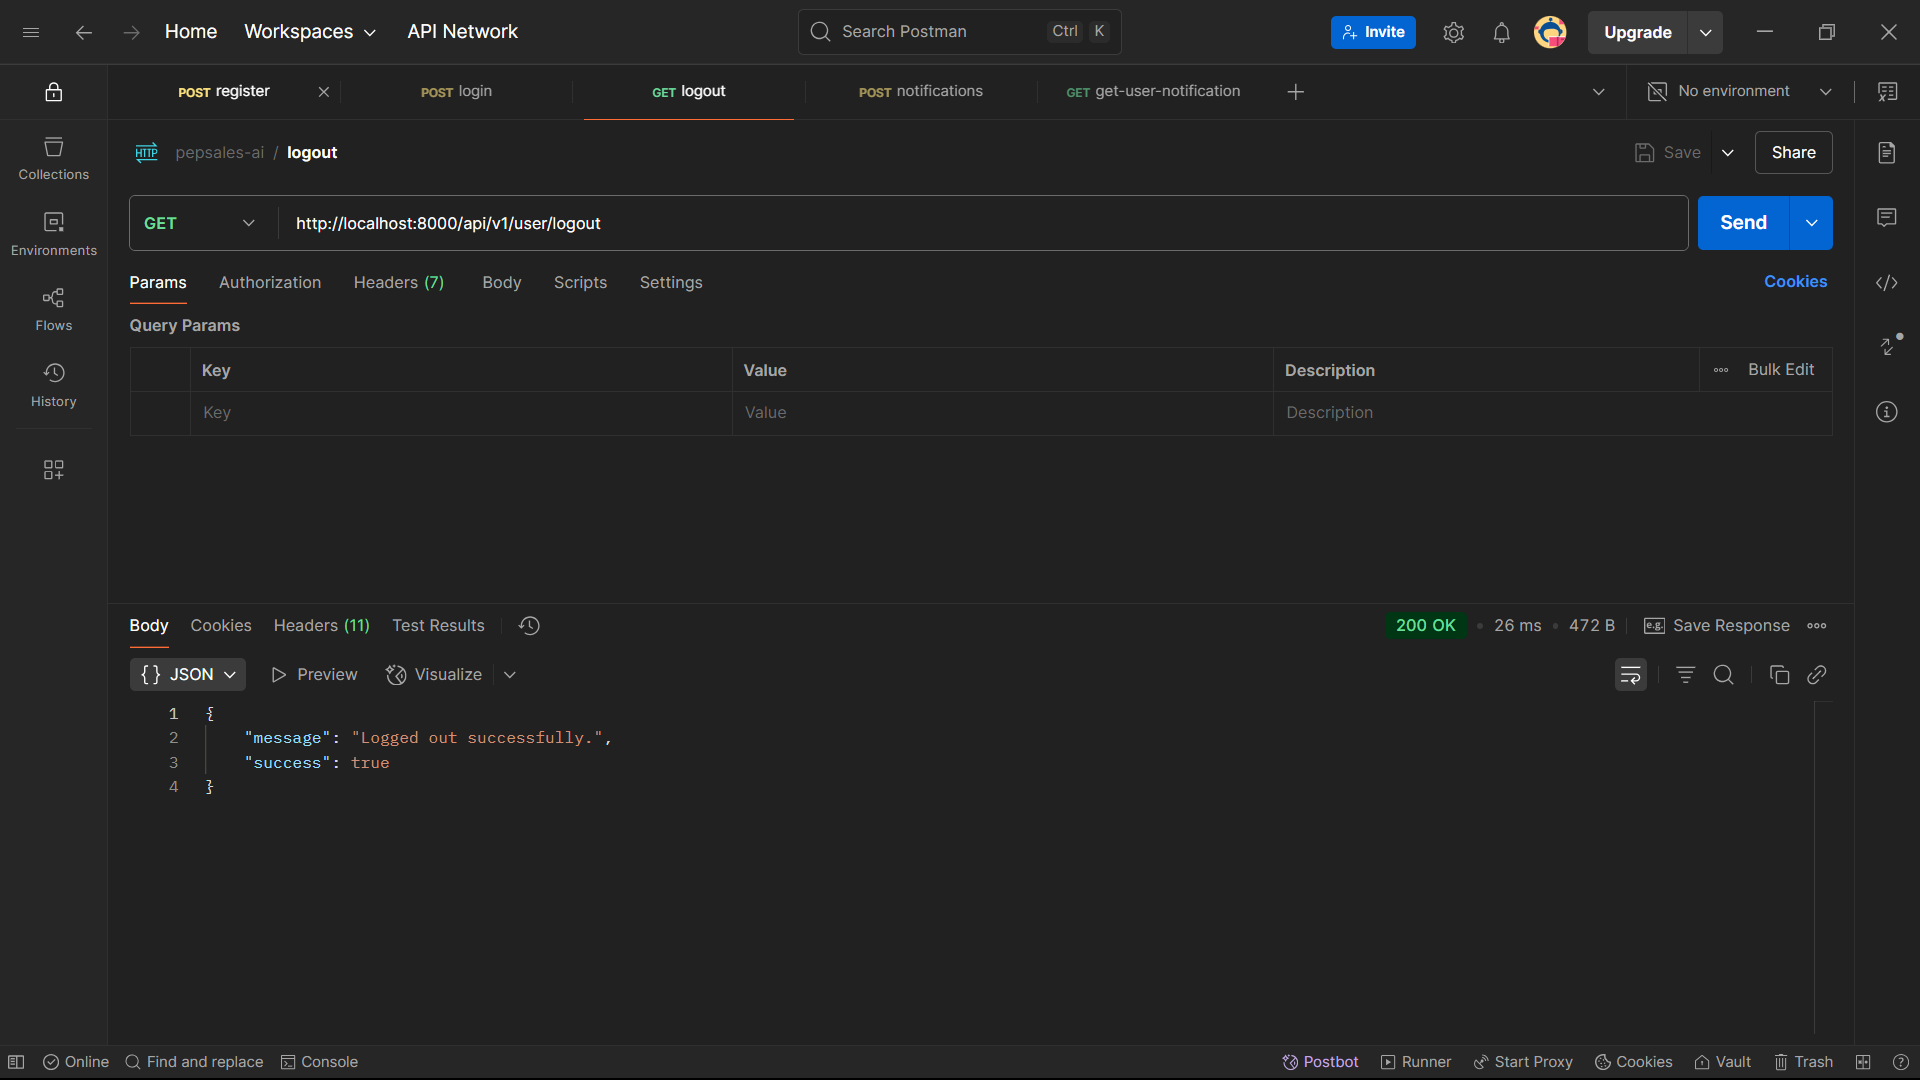 Home Workspaces API Network Search Postman Ctrl K Invite Upgrade
POST register POST login GET logout POST notifications GET get-user-notification No environment
HTTP pepsales-ai / logout Save Share
Collections
GET http://localhost:8000/api/v1/user/logout Send
Environments
Params Authorization Headers (7) Body Scripts Settings Cookies
Flows
Query Params
Key Value Description Bulk Edit
History
Key Value Description
Body Cookies Headers (11) Test Results 200 OK 26 ms 472 B e.g. Save Response
{} JSON Preview Visualize
1 {
2 "message": "Logged out successfully.",
3 "success": true
4 }
Online Find and replace Console Postbot Runner Start Proxy Cookies Vault Trash